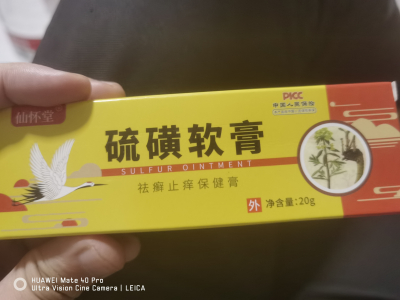 仙怀堂
PICC
中国人民保险
硫磺软膏
SULFUR OINTMENT
祛癣止痒保健膏
外 净含量:20g
HUAWEI Mate 40 Pro
Ultra Vision Cine Camera | LEICA